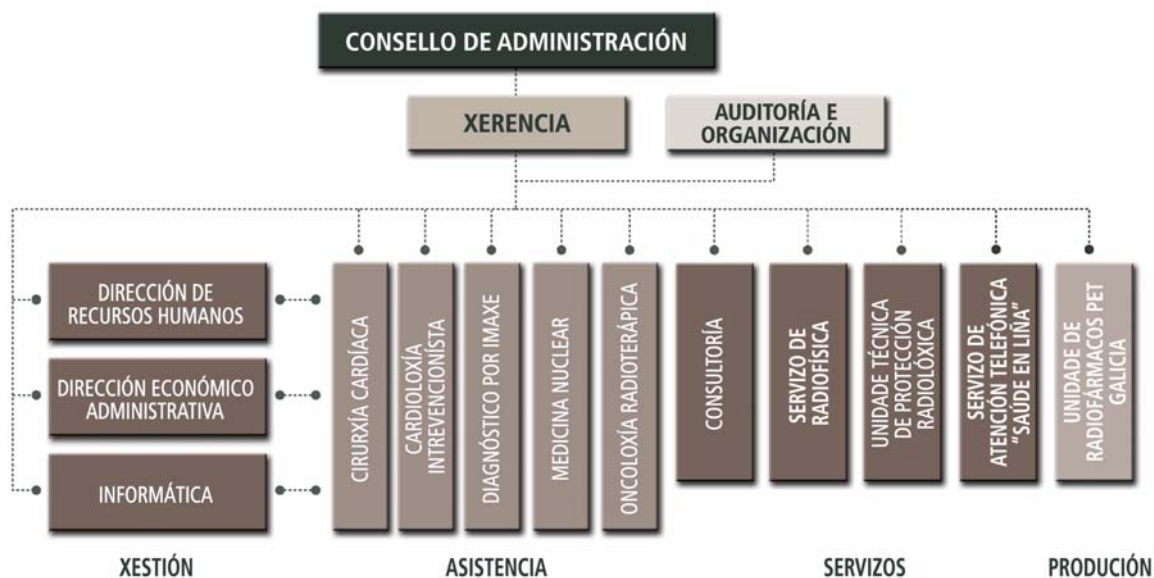 CONSELLO DE ADMINISTRACIÓN
XERENCIA
AUDITORÍA E
ORGANIZACIÓN
DIRECCIÓN DE
RECURSOS HUMANOS
DIRECCIÓN ECONÓMICO
ADMINISTRATIVA
INFORMÁTICA
CIRURXÍA CARDÍACA
CARDIOLOXÍA
INTREVENCIONÍSTA
DIAGNÓSTICO POR IMAXE
MEDICINA NUCLEAR
ONCOLOXÍA RADIOTERÁPICA
CONSULTORÍA
SERVIZO DE
RADIOFÍSICA
UNIDADE TÉCNICA
DE PROTECCIÓN
RADIOLÓXICA
SERVIZO DE
ATENCIÓN TELEFÓNICA
"SAÚDE EN LIÑA"
UNIDADE DE
RADIOFÁRMACOS PET
GALICIA
XESTIÓN
ASISTENCIA
SERVIZOS
PRODUCIÓN